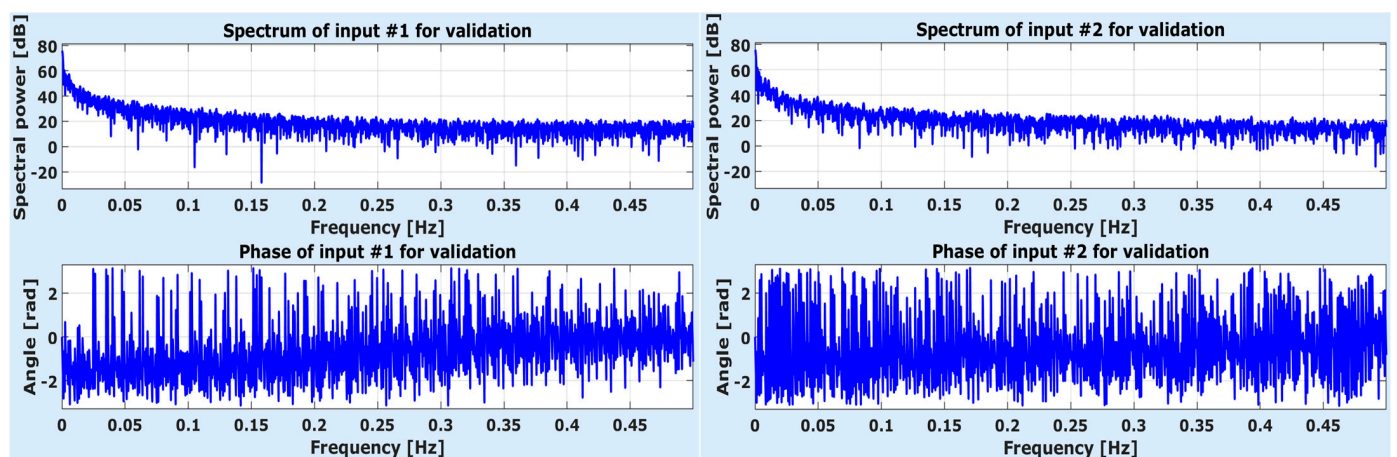 Spectrum of input #1 for validation
Spectral power [dB]
80
60
40
20
0
-20
0 0.05 0.1 0.15 0.2 0.25 0.3 0.35 0.4 0.45
Frequency [Hz]
Phase of input #1 for validation
Angle [rad]
2
0
-2
0 0.05 0.1 0.15 0.2 0.25 0.3 0.35 0.4 0.45
Frequency [Hz]
Spectrum of input #2 for validation
Spectral power [dB]
80
60
40
20
0
-20
0 0.05 0.1 0.15 0.2 0.25 0.3 0.35 0.4 0.45
Frequency [Hz]
Phase of input #2 for validation
Angle [rad]
2
0
-2
0 0.05 0.1 0.15 0.2 0.25 0.3 0.35 0.4 0.45
Frequency [Hz]